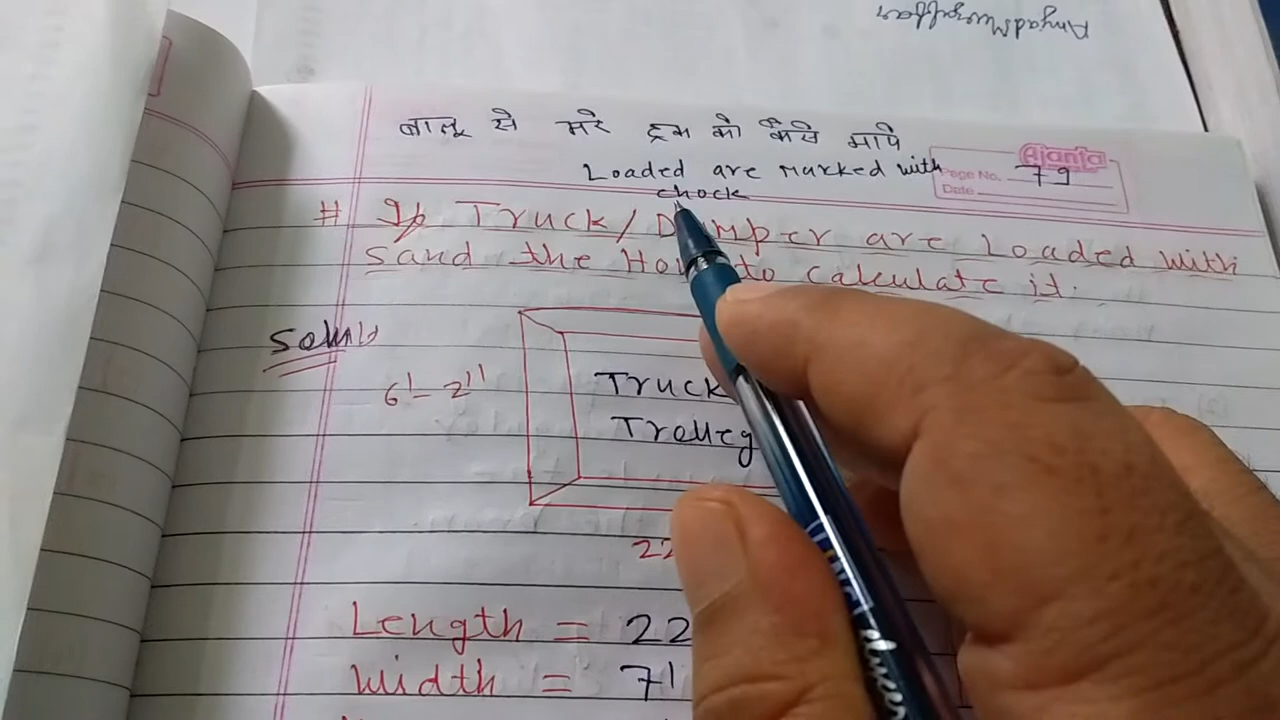 बालू से भरे ट्रक को कैसे मापे
Loaded are marked with
chock
Ajanta
Page No. 79
Date
# If Truck/Dumper are Loaded with
Sand the How to calculate it.
Soln
6'-2"
Truck
Trolley
22
Length = 22
Width = 7'